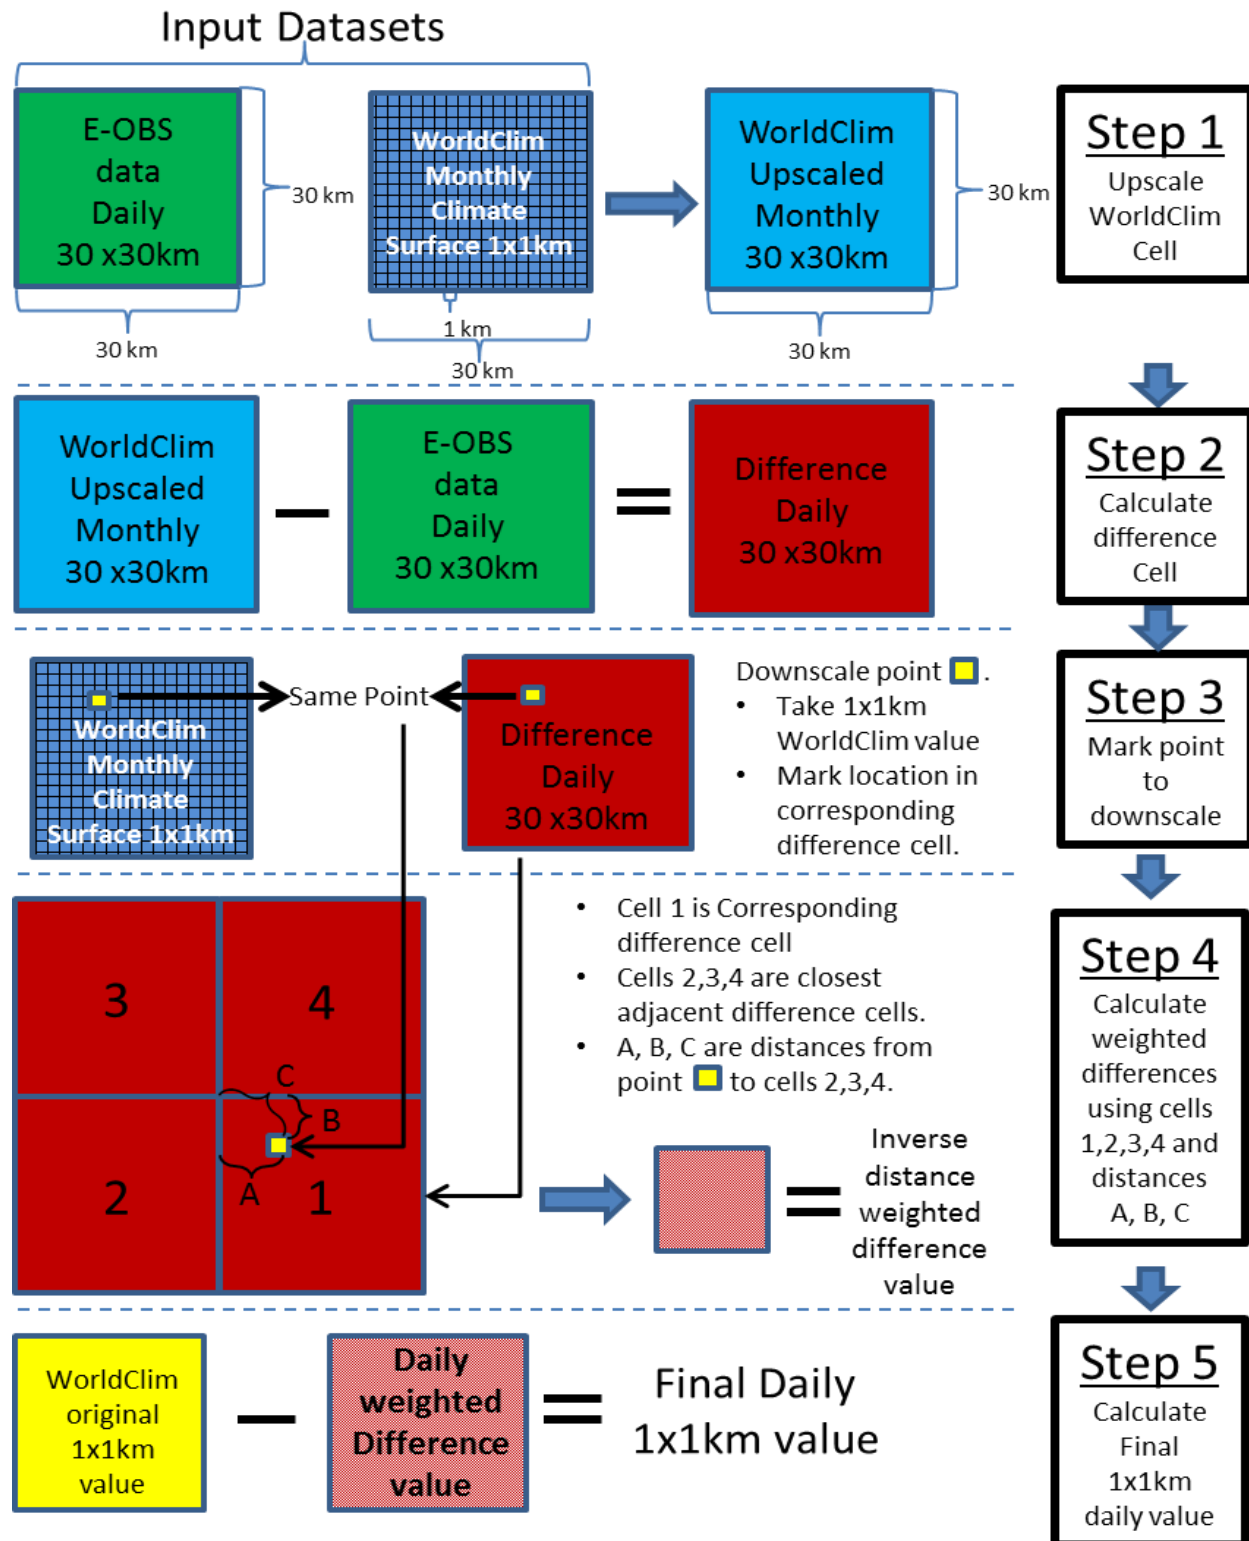 Input Datasets
E-OBS
data
Daily
30 x30km
30 km
30 km
WorldClim
Monthly
Climate
Surface 1x1km
1 km
30 km
WorldClim
Upscaled
Monthly
30 x30km
30 km
30 km
Step 1
Upscale
WorldClim
Cell
WorldClim
Upscaled
Monthly
30 x30km
—
E-OBS
data
Daily
30 x30km
=
Difference
Daily
30 x30km
Step 2
Calculate
difference
Cell
WorldClim
Monthly
Climate
Surface 1x1km
Same Point
Difference
Daily
30 x30km
Downscale point .
• Take 1x1km
WorldClim value
• Mark location in
corresponding
difference cell.
Step 3
Mark point
to
downscale
3
4
2
1
C
B
A
• Cell 1 is Corresponding
difference cell
• Cells 2,3,4 are closest
adjacent difference cells.
• A, B, C are distances from
point to cells 2,3,4.
=
Inverse
distance
weighted
difference
value
Step 4
Calculate
weighted
differences
using cells
1,2,3,4 and
distances
A, B, C
WorldClim
original
1x1km
value
—
Daily
weighted
Difference
value
=
Final Daily
1x1km value
Step 5
Calculate
Final
1x1km
daily value